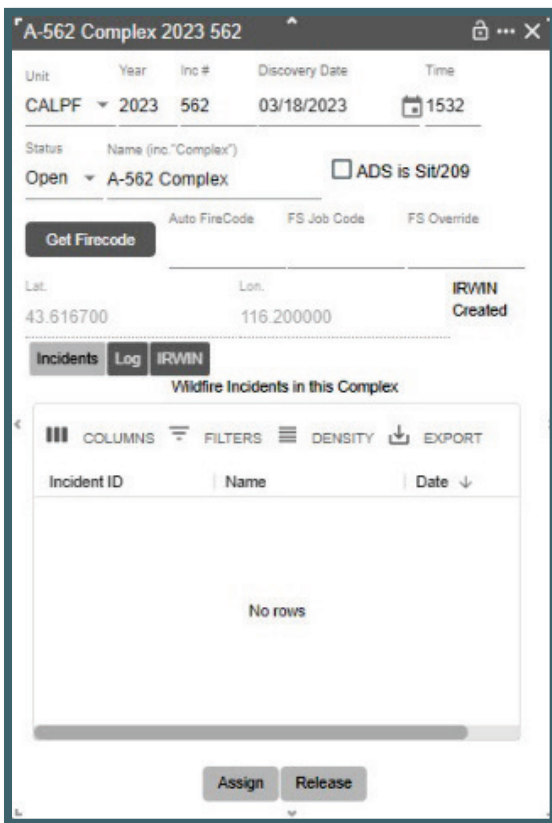 A-562 Complex 2023 562
Unit Year Inc # Discovery Date Time
CALPF 2023 562 03/18/2023 1532
Status Name (inc."Complex")
Open A-562 Complex ADS is Sit/209
Get Firecode Auto FireCode FS Job Code FS Override
Lat. Lon. IRWIN
43.616700 116.200000 Created
Incidents Log IRWIN
Wildfire Incidents in this Complex
COLUMNS FILTERS DENSITY EXPORT
Incident ID Name Date
No rows
Assign Release